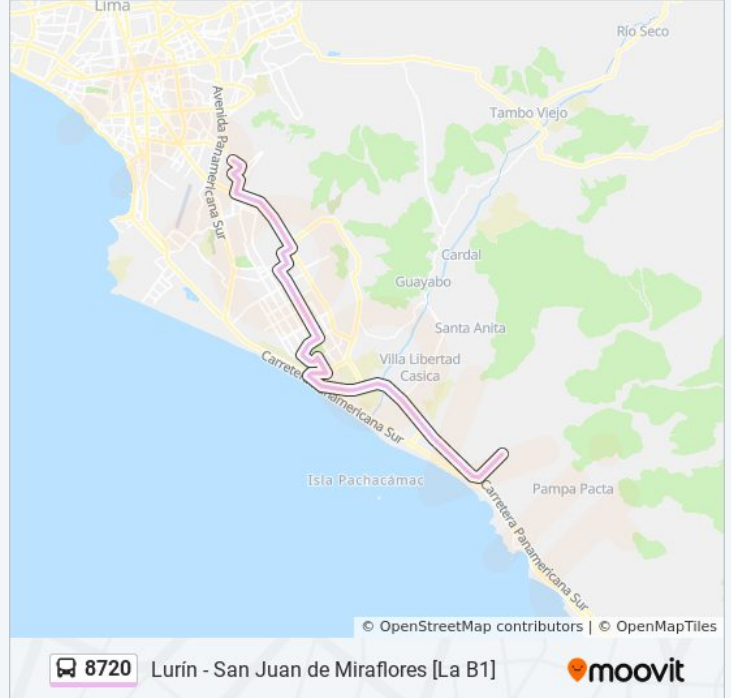 Lima
Río Seco
Tambo Viejo
Avenida Panamericana Sur
Cardal
Guayabo
Santa Anita
Villa Libertad
Casica
Carretera Panamericana Sur
Isla Pachacámac
Pampa Pacta
Carretera Panamericana Sur
© OpenStreetMap contributors | © OpenMapTiles
8720 Lurín - San Juan de Miraflores [La B1] moovit